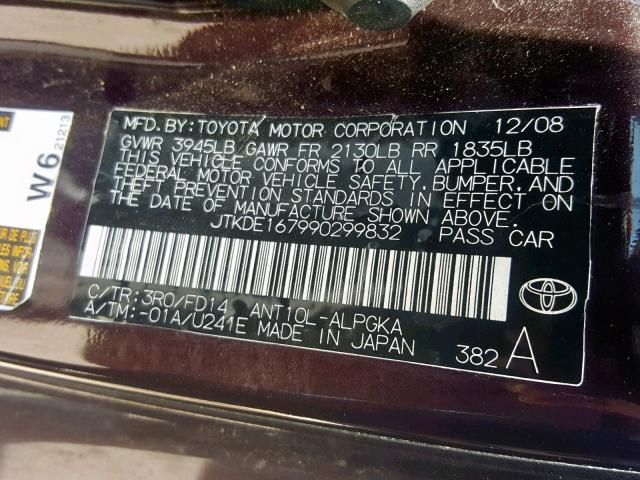 MFD. BY: TOYOTA MOTOR CORPORATION 12/08
GVWR 3945LB GAWR FR 2130LB RR 1835LB
THIS VEHICLE CONFORMS TO ALL APPLICABLE
FEDERAL MOTOR VEHICLE SAFETY, BUMPER, AND
THEFT PREVENTION STANDARDS IN EFFECT ON
THE DATE OF MANUFACTURE SHOWN ABOVE.
JTKDE167990299832 PASS CAR
C/TR:3R0/FD14 ANT10L-ALPGKA
A/TM:-01A/U241E MADE IN JAPAN
382 A
W6
21213